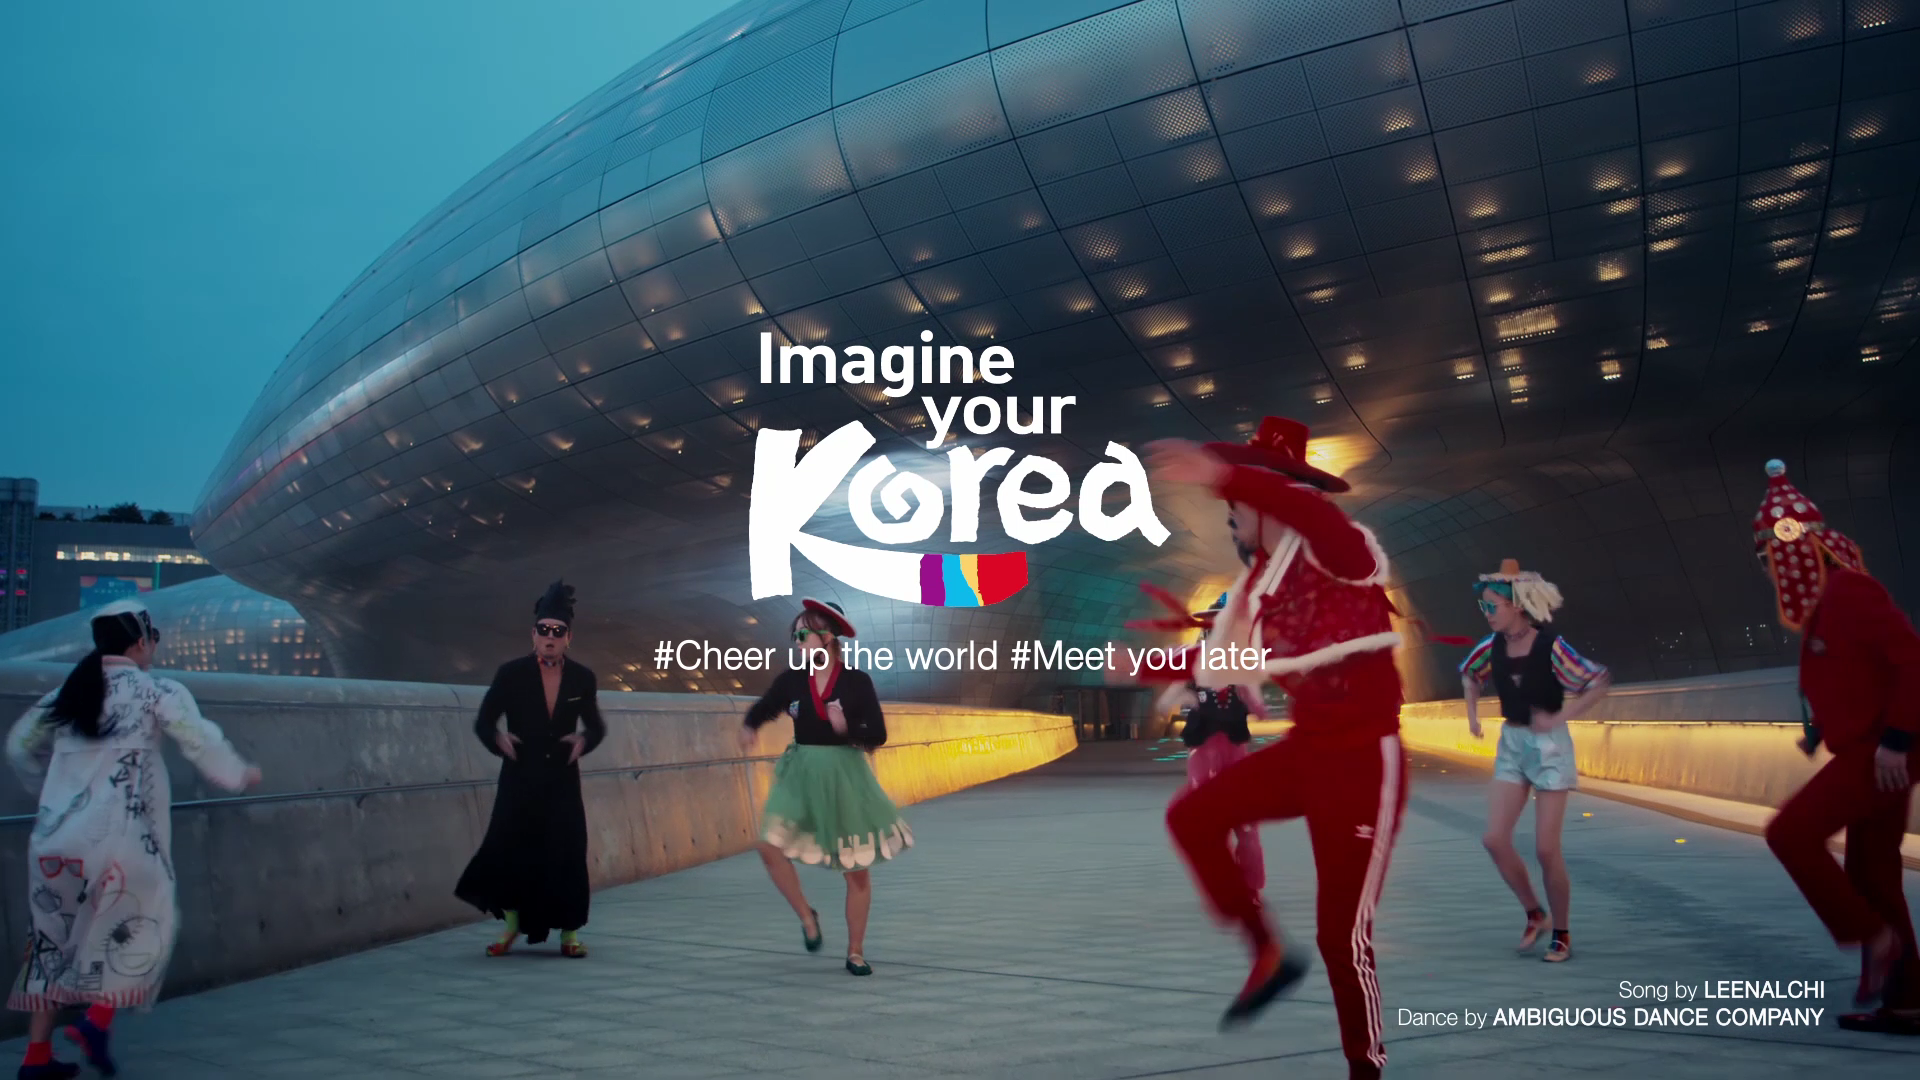 Imagine
your
Korea
#Cheer up the world #Meet you later
Song by LEENALCHI
Dance by AMBIGUOUS DANCE COMPANY